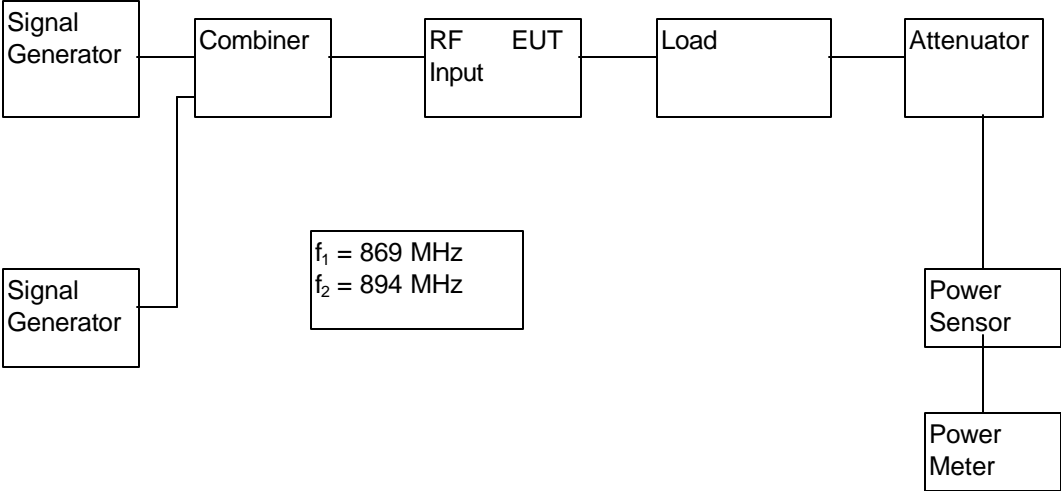 Signal
Generator
Combiner
RF EUT
Input
Load
Attenuator
f₁ = 869 MHz
f₂ = 894 MHz
Signal
Generator
Power
Sensor
Power
Meter